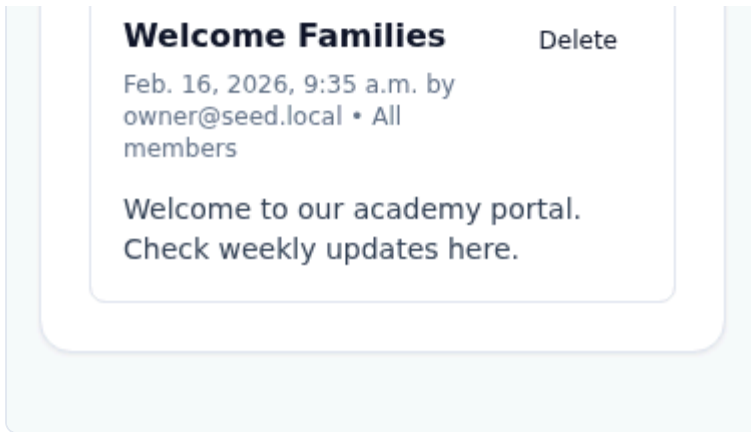 Welcome Families
Delete
Feb. 16, 2026, 9:35 a.m. by
owner@seed.local • All
members
Welcome to our academy portal.
Check weekly updates here.